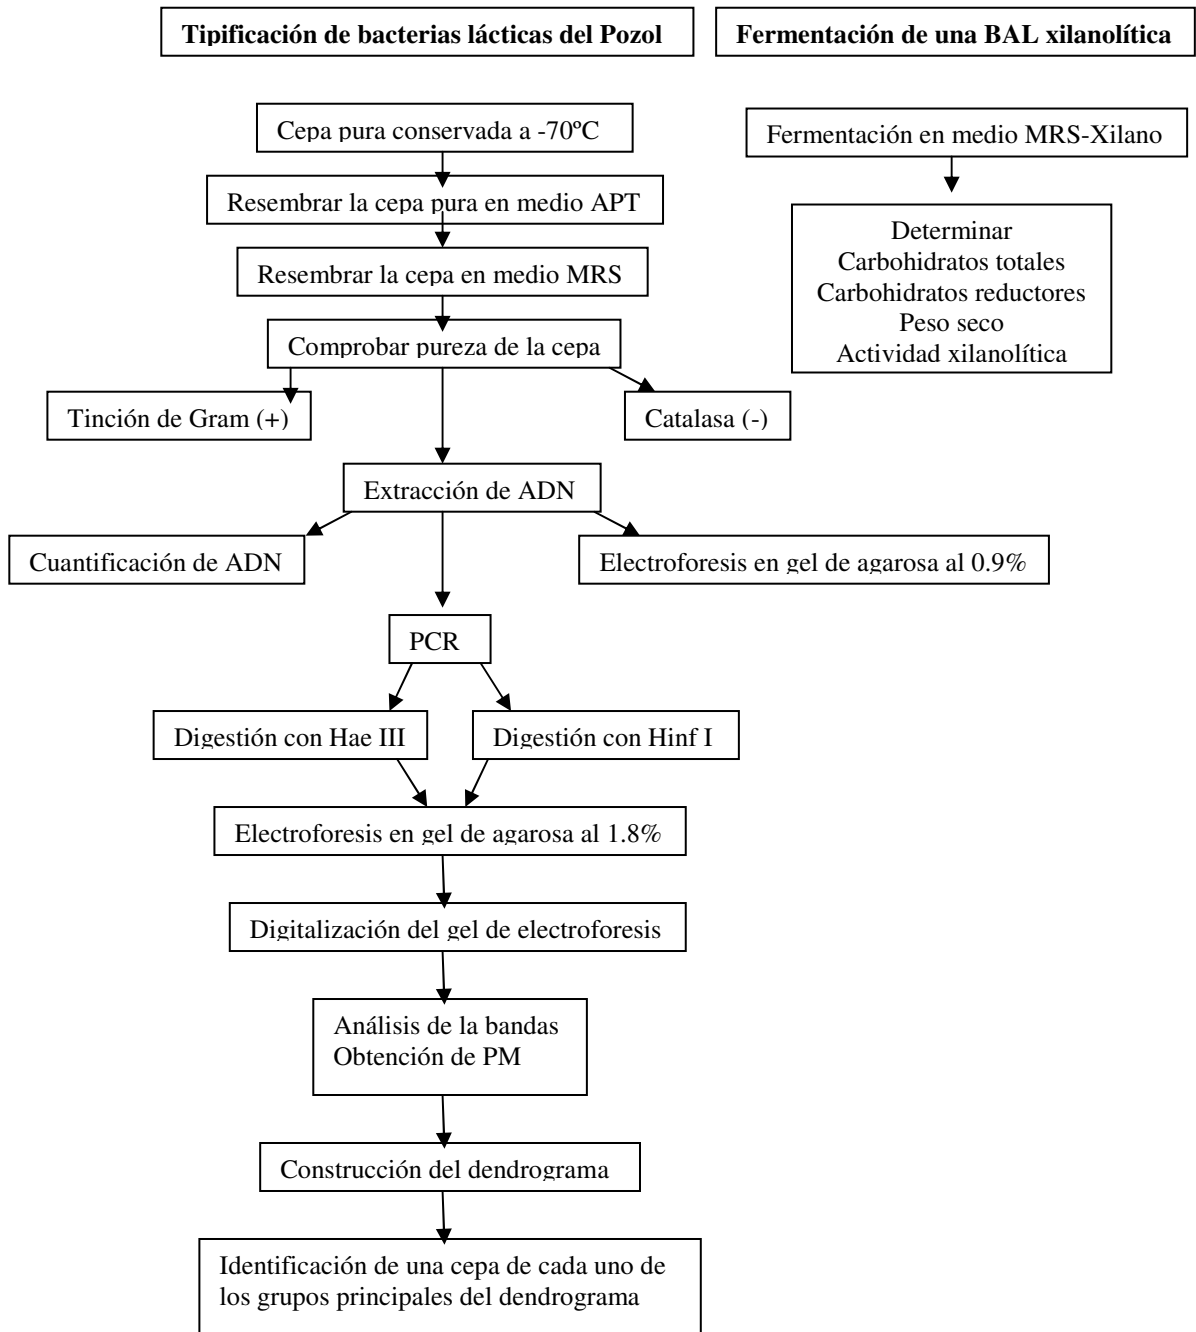 Tipificación de bacterias lácticas del Pozol
Fermentación de una BAL xilanolítica
Cepa pura conservada a -70ºC
Fermentación en medio MRS-Xilano
Resembrar la cepa pura en medio APT
Determinar
Carbohidratos totales
Carbohidratos reductores
Peso seco
Actividad xilanolítica
Resembrar la cepa en medio MRS
Comprobar pureza de la cepa
Tinción de Gram (+)
Catalasa (-)
Extracción de ADN
Cuantificación de ADN
Electroforesis en gel de agarosa al 0.9%
PCR
Digestión con Hae III
Digestión con Hinf I
Electroforesis en gel de agarosa al 1.8%
Digitalización del gel de electroforesis
Análisis de la bandas
Obtención de PM
Construcción del dendrograma
Identificación de una cepa de cada uno de
los grupos principales del dendrograma